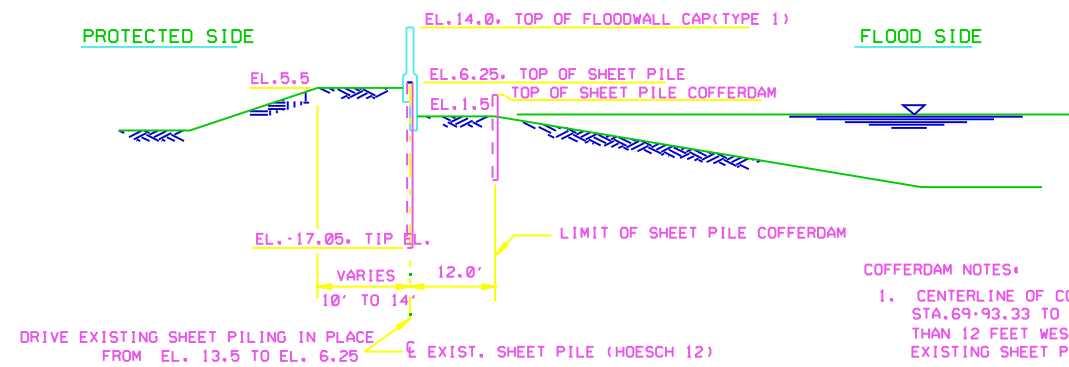 EL.14.0, TOP OF FLOODWALL CAP(TYPE 1)
PROTECTED SIDE
FLOOD SIDE
EL.5.5
EL.6.25, TOP OF SHEET PILE
TOP OF SHEET PILE COFFERDAM
EL.1.5
EL.-17.05, TIP EL.
LIMIT OF SHEET PILE COFFERDAM
VARIES
12.0'
10' TO 14'
COFFERDAM NOTES:
1. CENTERLINE OF CO
STA.69+93.33 TO
THAN 12 FEET WES
EXISTING SHEET P
DRIVE EXISTING SHEET PILING IN PLACE
FROM EL. 13.5 TO EL. 6.25
℄ EXIST. SHEET PILE (HOESCH 12)